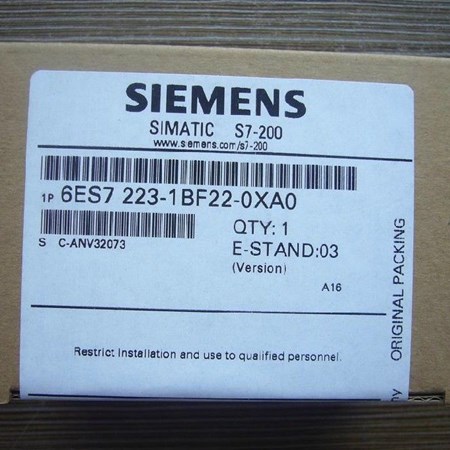 SIEMENS
SIMATIC S7-200
www.siemens.com/s7-200
1P 6ES7 223-1BF22-0XA0
S C-ANV32073
QTY: 1
E-STAND:03
(Version)
A16
Restrict Installation and use to qualified personnel.
ORIGINAL PACKING